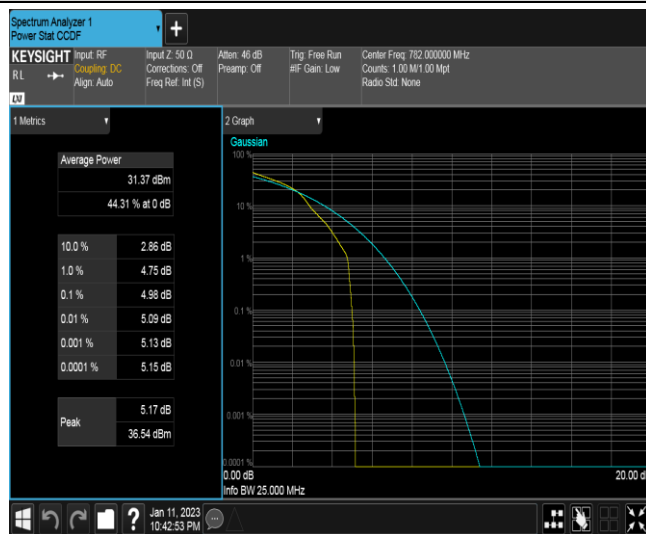 Spectrum Analyzer 1
Power Stat CCDF
+
KEYSIGHT
RL
LXI
Input: RF
Coupling: DC
Align: Auto
Input Z: 50 Ω
Corrections: Off
Freq Ref: Int (S)
Atten: 46 dB
Preamp: Off
Trig: Free Run
#IF Gain: Low
Center Freq: 782.000000 MHz
Counts: 1.00 M/1.00 Mpt
Radio Std: None
1 Metrics
Average Power
31.37 dBm
44.31 % at 0 dB
10.0 % 2.86 dB
1.0 % 4.75 dB
0.1 % 4.98 dB
0.01 % 5.09 dB
0.001 % 5.13 dB
0.0001 % 5.15 dB
Peak
5.17 dB
36.54 dBm
2 Graph
Gaussian
100 %
10 %
1 %
0.1 %
0.01 %
0.001 %
0.0001 %
0.00 dB
20.00 d
Info BW 25.000 MHz
?
Jan 11, 2023
10:42:53 PM